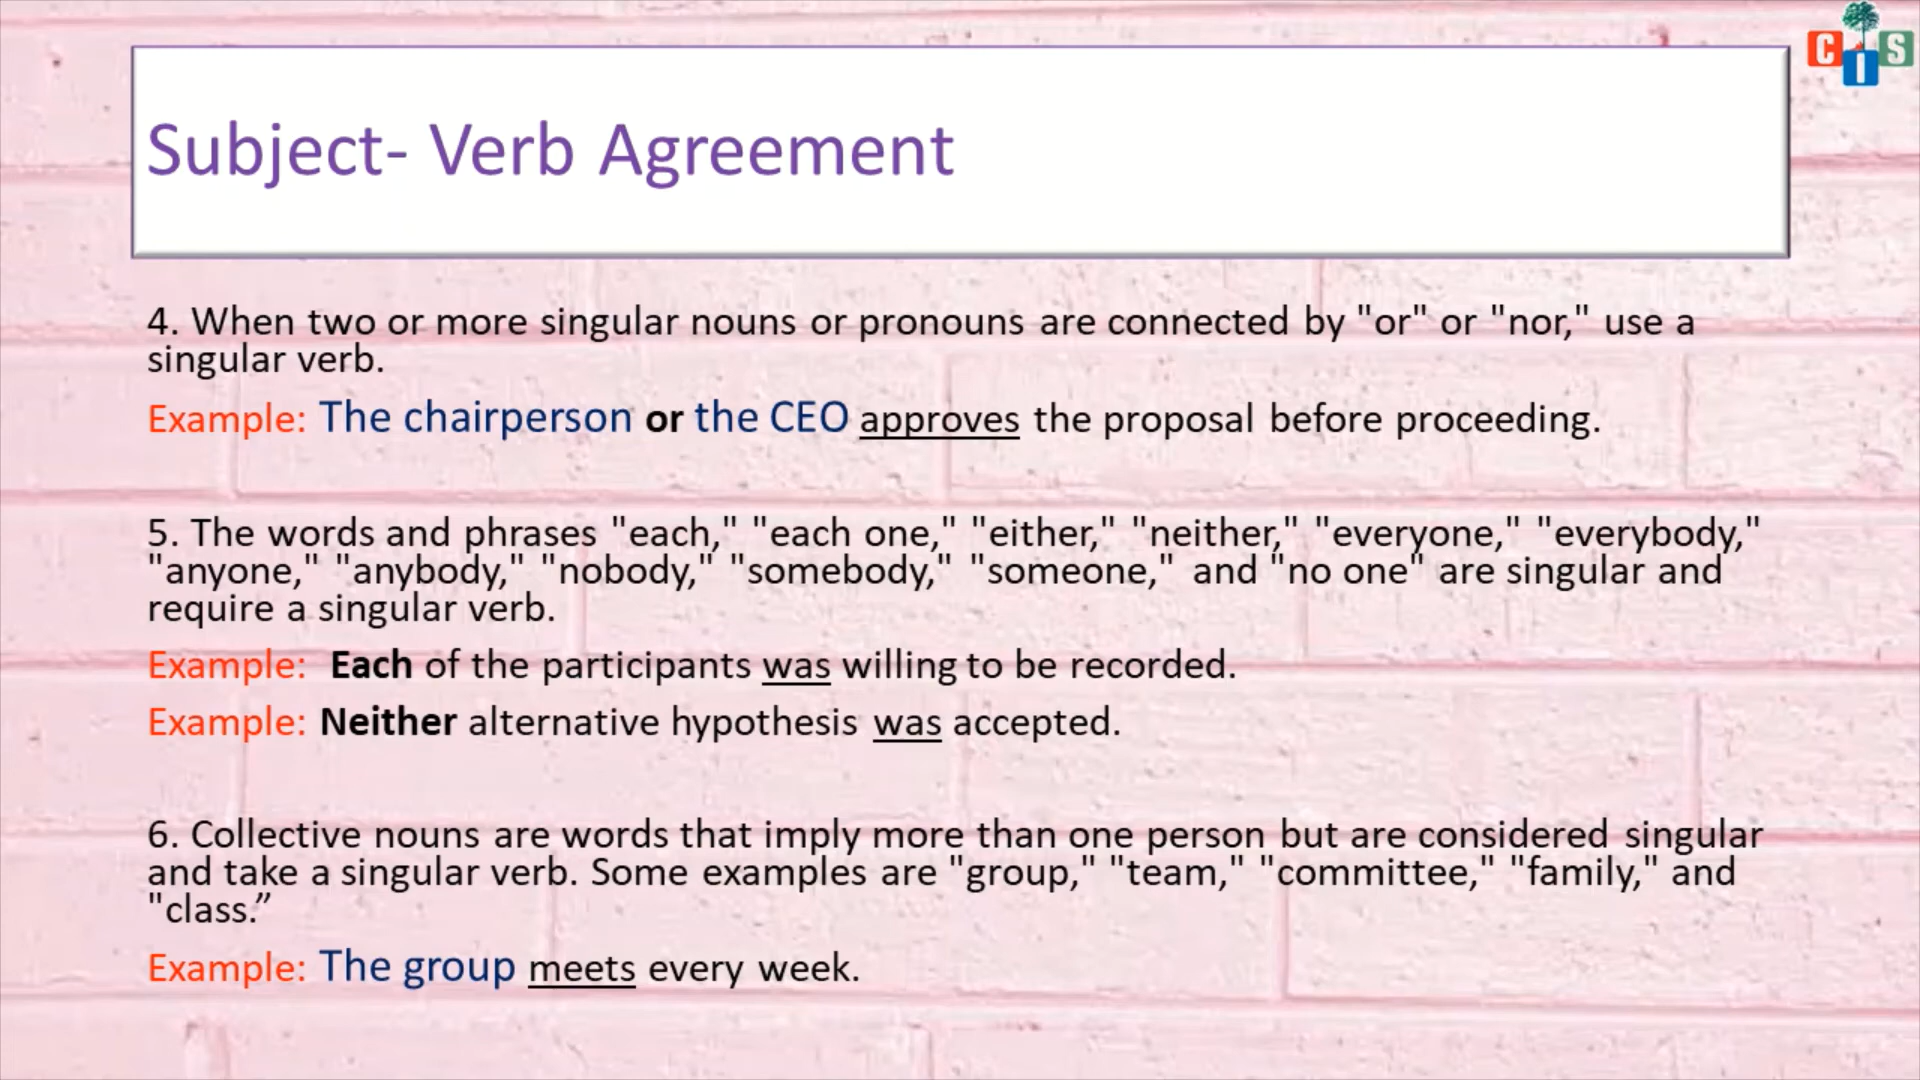 C I S
Subject- Verb Agreement
4. When two or more singular nouns or pronouns are connected by "or" or "nor," use a
singular verb.
Example: The chairperson or the CEO approves the proposal before proceeding.
5. The words and phrases "each," "each one," "either," "neither," "everyone," "everybody,"
"anyone," "anybody," "nobody," "somebody," "someone," and "no one" are singular and
require a singular verb.
Example: Each of the participants was willing to be recorded.
Example: Neither alternative hypothesis was accepted.
6. Collective nouns are words that imply more than one person but are considered singular
and take a singular verb. Some examples are "group," "team," "committee," "family," and
"class.”
Example: The group meets every week.